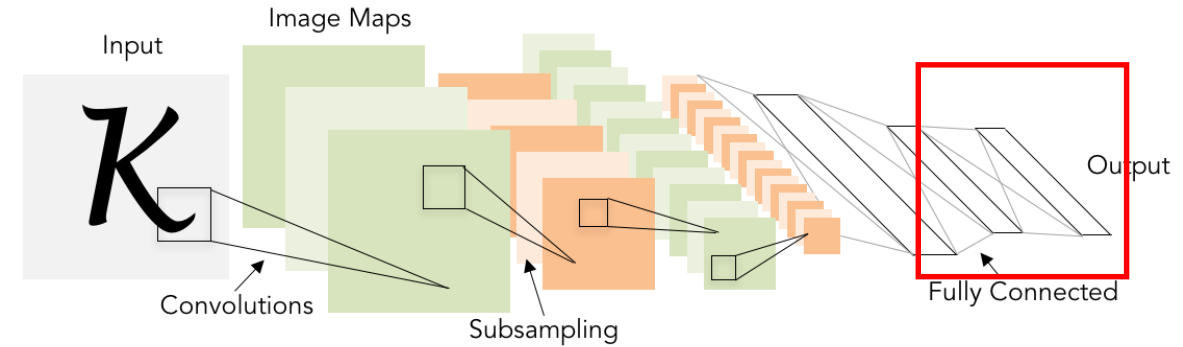 Image Maps
Input
K
Output
Convolutions
Subsampling
Fully Connected